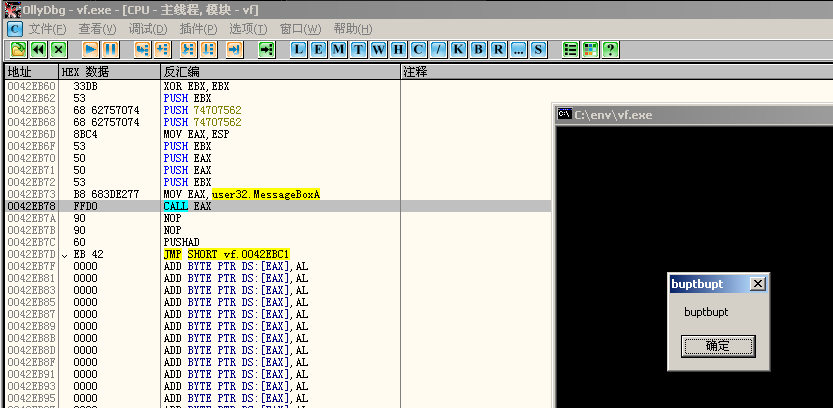 OllyDbg - vf.exe - [CPU - 主线程, 模块 - vf]
C 文件(F) 查看(V) 调试(D) 插件(P) 选项(T) 窗口(W) 帮助(H)
L E M T W H C / K B R ... S ?
地址 HEX 数据 反汇编 注释
0042EB60 33DB XOR EBX,EBX
0042EB62 53 PUSH EBX
0042EB63 68 62757074 PUSH 74707562
0042EB68 68 62757074 PUSH 74707562
0042EB6D 8BC4 MOV EAX,ESP
0042EB6F 53 PUSH EBX
0042EB70 50 PUSH EAX
0042EB71 50 PUSH EAX
0042EB72 53 PUSH EBX
0042EB73 B8 683DE277 MOV EAX,user32.MessageBoxA
0042EB78 FFD0 CALL EAX
0042EB7A 90 NOP
0042EB7B 90 NOP
0042EB7C 60 PUSHAD
0042EB7D EB 42 JMP SHORT vf.0042EBC1
0042EB7F 0000 ADD BYTE PTR DS:[EAX],AL
0042EB81 0000 ADD BYTE PTR DS:[EAX],AL
0042EB83 0000 ADD BYTE PTR DS:[EAX],AL
0042EB85 0000 ADD BYTE PTR DS:[EAX],AL
0042EB87 0000 ADD BYTE PTR DS:[EAX],AL
0042EB89 0000 ADD BYTE PTR DS:[EAX],AL
0042EB8B 0000 ADD BYTE PTR DS:[EAX],AL
0042EB8D 0000 ADD BYTE PTR DS:[EAX],AL
0042EB8F 0000 ADD BYTE PTR DS:[EAX],AL
0042EB91 0000 ADD BYTE PTR DS:[EAX],AL
0042EB93 0000 ADD BYTE PTR DS:[EAX],AL
0042EB95 0000 ADD BYTE PTR DS:[EAX],AL
C:\env\vf.exe
buptbupt
buptbupt
确定